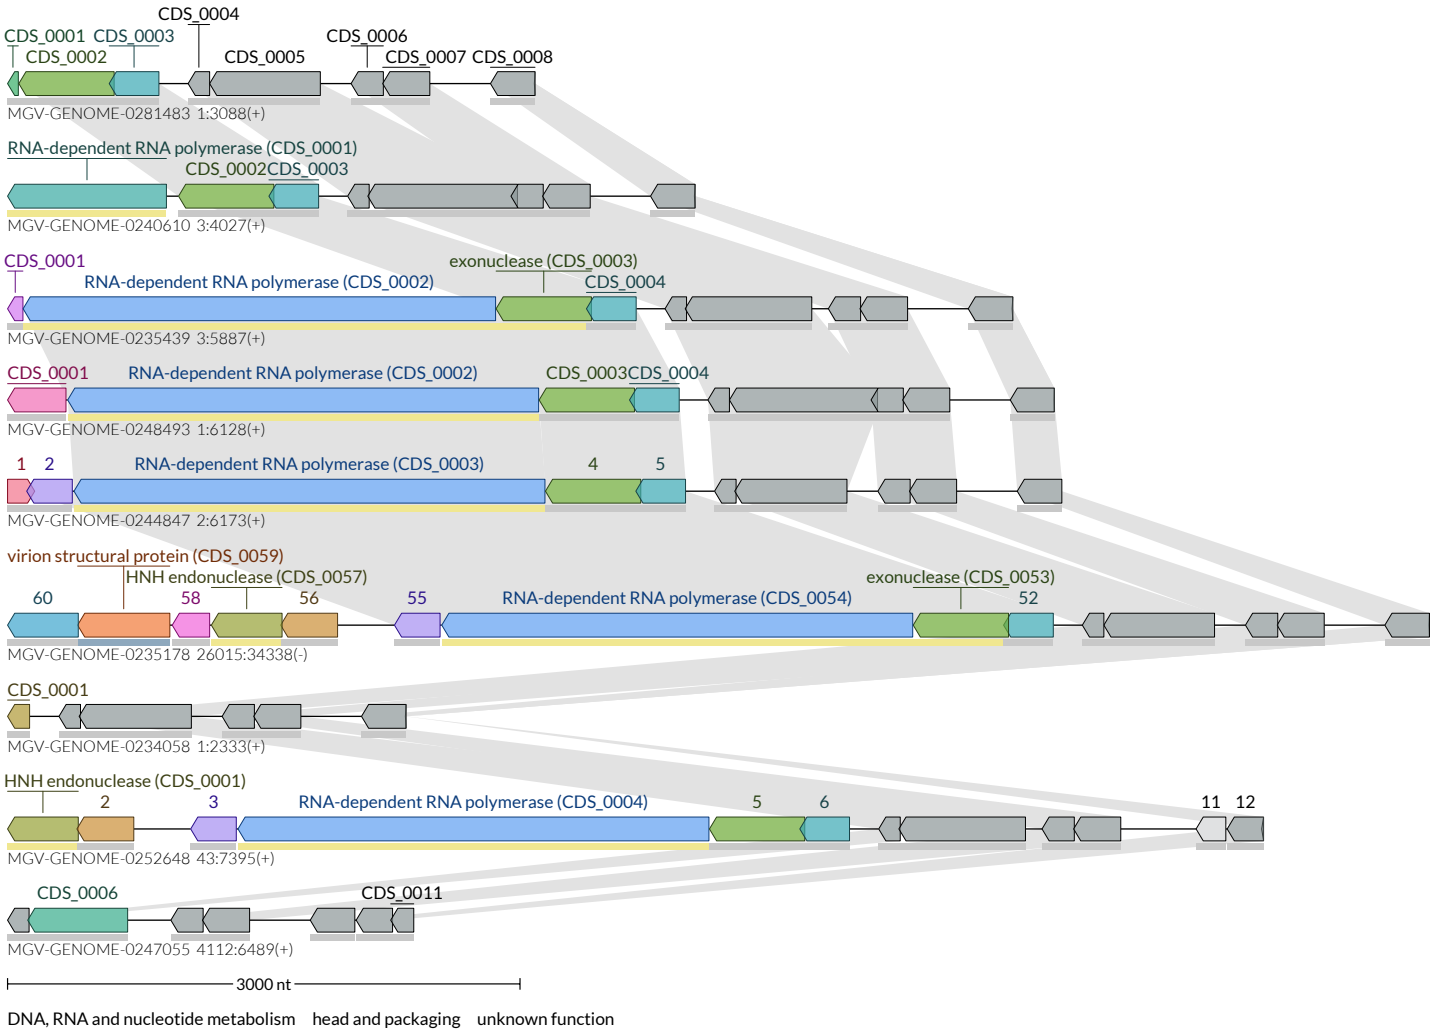 CDS_0004
CDS_0001 CDS_0003 CDS_0006
CDS_0002 CDS_0005 CDS_0007 CDS_0008
MGV-GENOME-0281483 1:3088(+)
RNA-dependent RNA polymerase (CDS_0001)
CDS_0002 CDS_0003
MGV-GENOME-0240610 3:4027(+)
CDS_0001 exonuclease (CDS_0003)
RNA-dependent RNA polymerase (CDS_0002) CDS_0004
MGV-GENOME-0235439 3:5887(+)
CDS_0001 RNA-dependent RNA polymerase (CDS_0002) CDS_0003 CDS_0004
MGV-GENOME-0248493 1:6128(+)
1 2 RNA-dependent RNA polymerase (CDS_0003) 4 5
MGV-GENOME-0244847 2:6173(+)
virion structural protein (CDS_0059)
HNH endonuclease (CDS_0057) exonuclease (CDS_0053)
60 58 56 55 RNA-dependent RNA polymerase (CDS_0054) 52
MGV-GENOME-0235178 26015:34338(-)
CDS_0001
MGV-GENOME-0234058 1:2333(+)
HNH endonuclease (CDS_0001)
2 3 RNA-dependent RNA polymerase (CDS_0004) 5 6 11 12
MGV-GENOME-0252648 43:7395(+)
CDS_0006 CDS_0011
MGV-GENOME-0247055 4112:6489(+)
3000 nt
DNA, RNA and nucleotide metabolism head and packaging unknown function